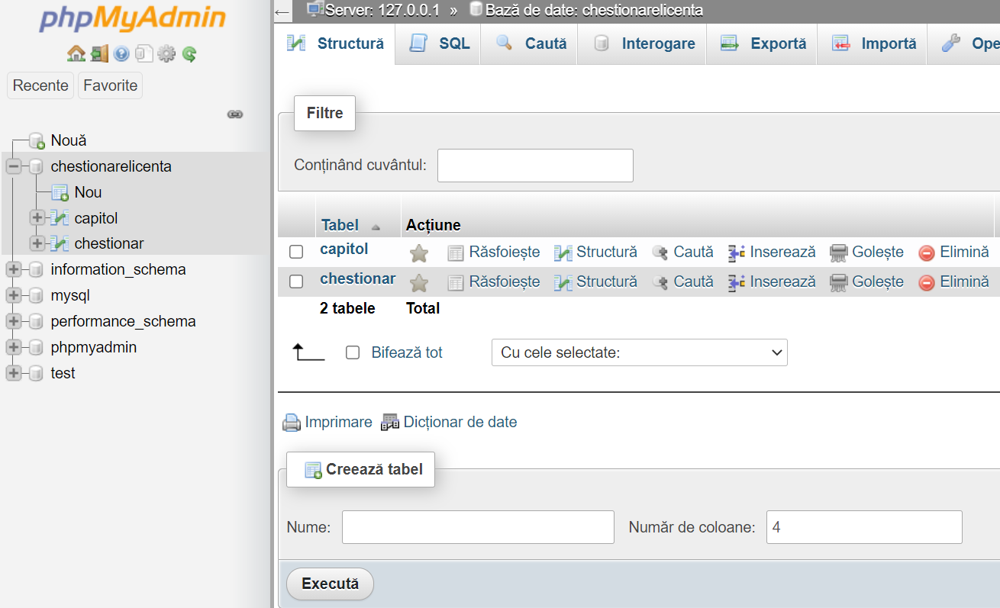 phpMyAdmin
Recente Favorite
Nouă
chestionarelicenta
Nou
capitol
chestionar
information_schema
mysql
performance_schema
phpmyadmin
test
Server: 127.0.0.1 » Bază de date: chestionarelicenta
Structură SQL Caută Interogare Exportă Importă Ope
Filtre
Conținând cuvântul:
Tabel Acțiune
capitol Răsfoiește Structură Caută Inserează Golește Elimină
chestionar Răsfoiește Structură Caută Inserează Golește Elimină
2 tabele Total
Bifează tot Cu cele selectate:
Imprimare Dicționar de date
Creează tabel
Nume: Număr de coloane: 4
Execută